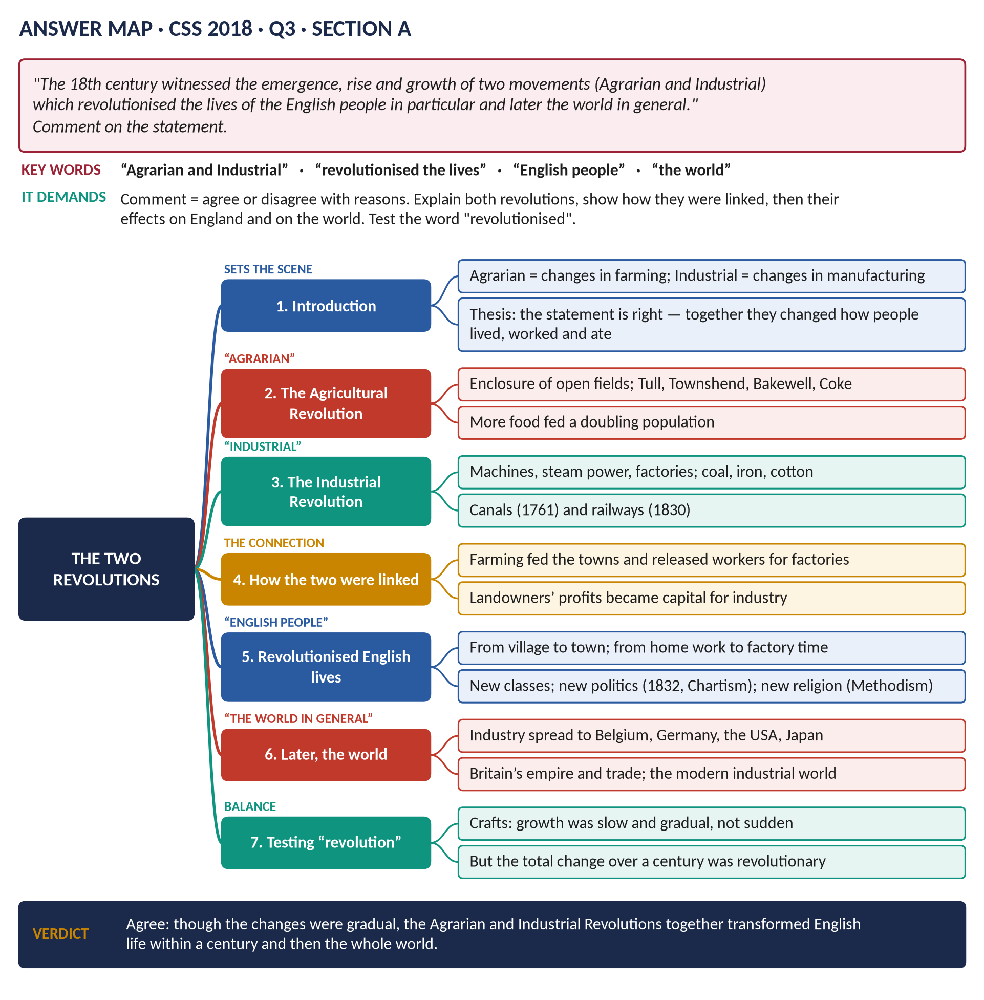 ANSWER MAP · CSS 2018 · Q3 · SECTION A
"The 18th century witnessed the emergence, rise and growth of two movements (Agrarian and Industrial)
which revolutionised the lives of the English people in particular and later the world in general."
Comment on the statement.
KEY WORDS “Agrarian and Industrial” · “revolutionised the lives” · “English people” · “the world”
IT DEMANDS Comment = agree or disagree with reasons. Explain both revolutions, show how they were linked, then their
effects on England and on the world. Test the word "revolutionised".
THE TWO
REVOLUTIONS
SETS THE SCENE
1. Introduction
Agrarian = changes in farming; Industrial = changes in manufacturing
Thesis: the statement is right — together they changed how people
lived, worked and ate
“AGRARIAN”
2. The Agricultural
Revolution
Enclosure of open fields; Tull, Townshend, Bakewell, Coke
More food fed a doubling population
“INDUSTRIAL”
3. The Industrial
Revolution
Machines, steam power, factories; coal, iron, cotton
Canals (1761) and railways (1830)
THE CONNECTION
4. How the two were linked
Farming fed the towns and released workers for factories
Landowners’ profits became capital for industry
“ENGLISH PEOPLE”
5. Revolutionised English
lives
From village to town; from home work to factory time
New classes; new politics (1832, Chartism); new religion (Methodism)
“THE WORLD IN GENERAL”
6. Later, the world
Industry spread to Belgium, Germany, the USA, Japan
Britain’s empire and trade; the modern industrial world
BALANCE
7. Testing “revolution”
Crafts: growth was slow and gradual, not sudden
But the total change over a century was revolutionary
VERDICT Agree: though the changes were gradual, the Agrarian and Industrial Revolutions together transformed English
life within a century and then the whole world.